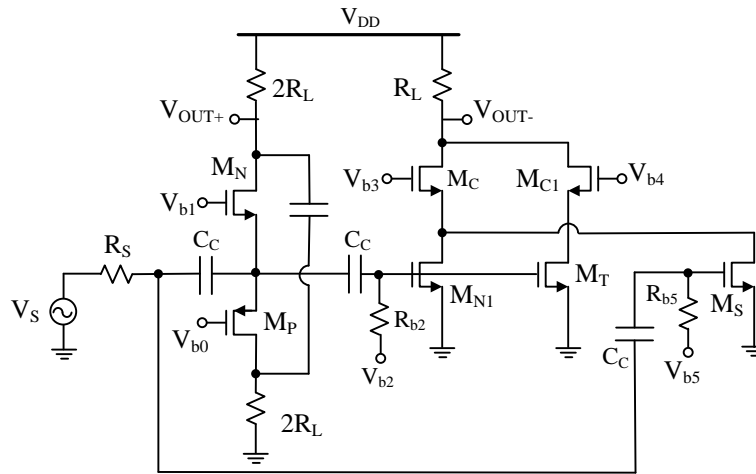 V_DD
2R_L
R_L
V_OUT+
V_OUT-
M_N
V_b3
M_C
M_C1
V_b4
V_b1
R_S
C_C
C_C
V_S
M_P
M_N1
M_T
R_b5
M_S
V_b0
R_b2
C_C
V_b2
V_b5
2R_L